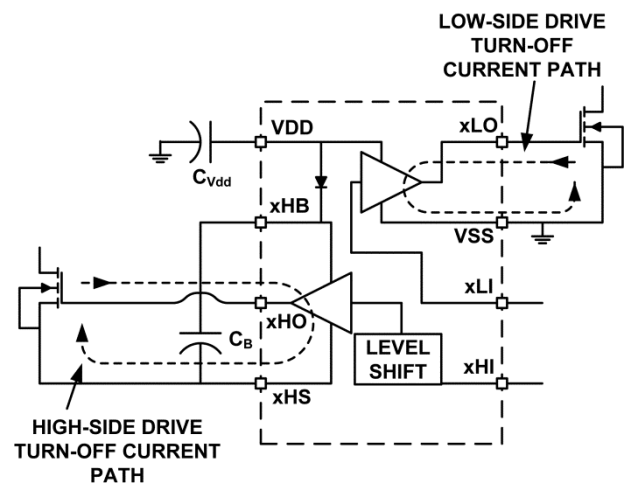 LOW-SIDE DRIVE
TURN-OFF
CURRENT PATH
VDD
xLO
CVdd
xHB
VSS
xLI
xHO
CB
LEVEL
SHIFT
xHI
xHS
HIGH-SIDE DRIVE
TURN-OFF CURRENT
PATH